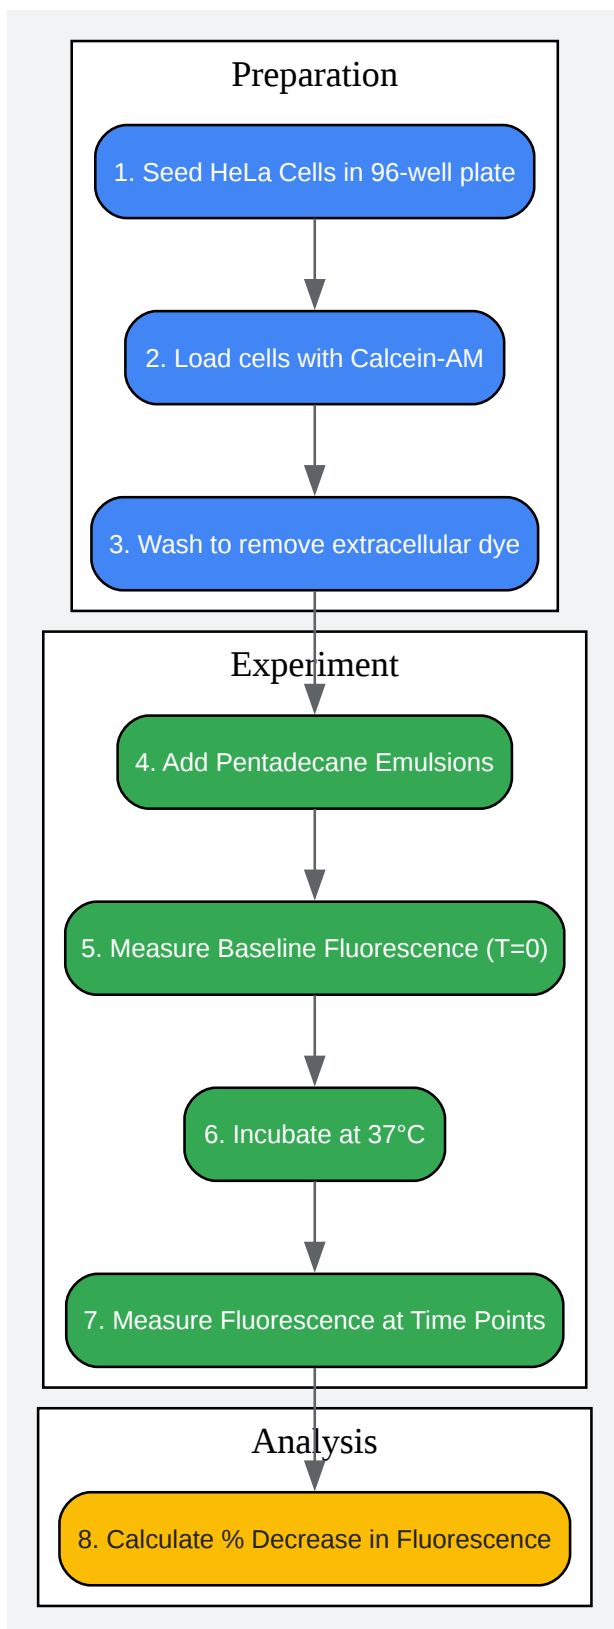 Preparation
1. Seed HeLa Cells in 96-well plate
2. Load cells with Calcein-AM
3. Wash to remove extracellular dye
Experiment
4. Add Pentadecane Emulsions
5. Measure Baseline Fluorescence (T=0)
6. Incubate at 37°C
7. Measure Fluorescence at Time Points
Analysis
8. Calculate % Decrease in Fluorescence